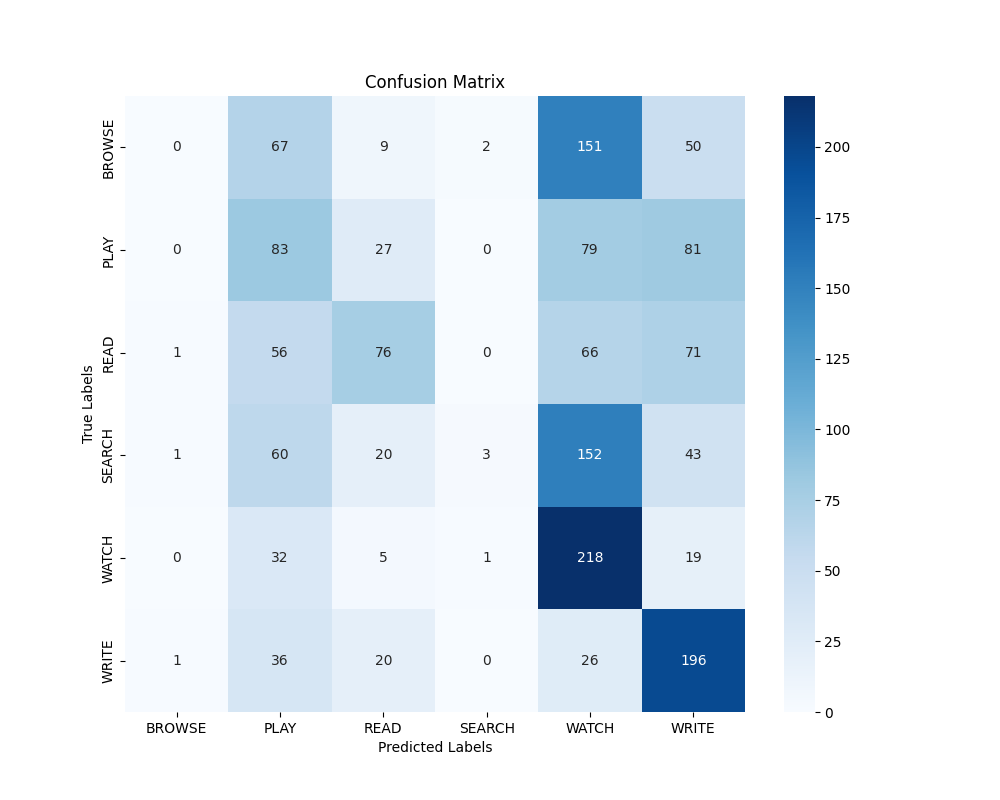 Confusion Matrix
True Labels
BROWSE 0 67 9 2 151 50
PLAY 0 83 27 0 79 81
READ 1 56 76 0 66 71
SEARCH 1 60 20 3 152 43
WATCH 0 32 5 1 218 19
WRITE 1 36 20 0 26 196
BROWSE PLAY READ SEARCH WATCH WRITE
Predicted Labels
200
175
150
125
100
75
50
25
0